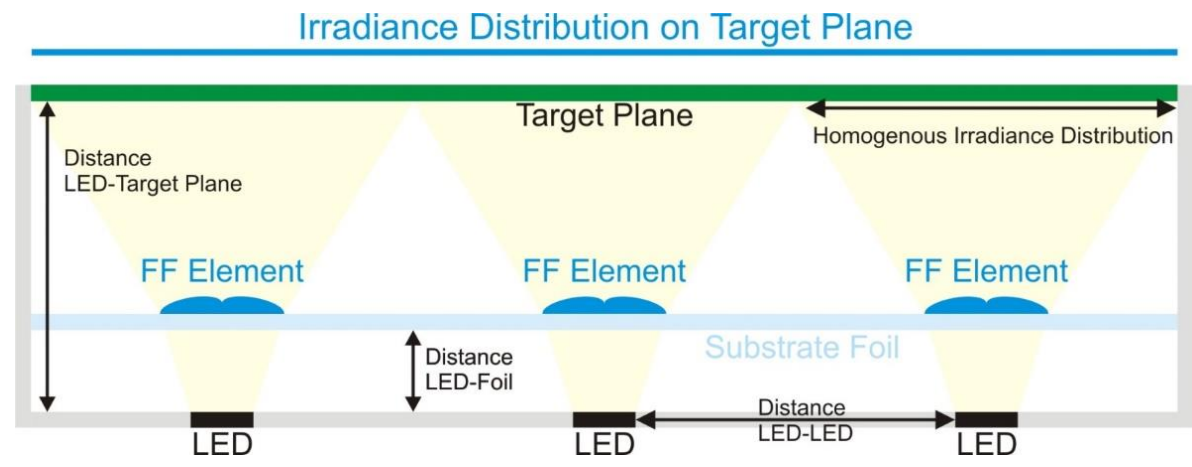 Irradiance Distribution on Target Plane
Target Plane
Homogenous Irradiance Distribution
Distance
LED-Target Plane
FF Element
FF Element
FF Element
Substrate Foil
Distance
LED-Foil
Distance
LED-LED
LED
LED
LED